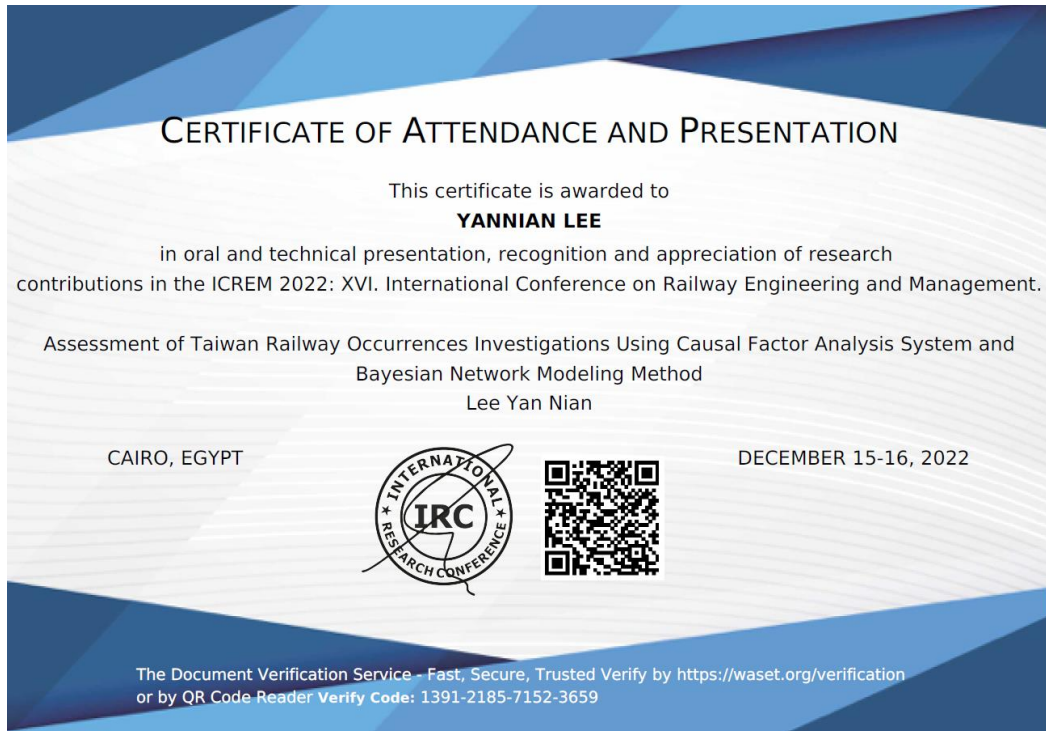 CERTIFICATE OF ATTENDANCE AND PRESENTATION
This certificate is awarded to
YANNIAN LEE
in oral and technical presentation, recognition and appreciation of research
contributions in the ICREM 2022: XVI. International Conference on Railway Engineering and Management.
Assessment of Taiwan Railway Occurrences Investigations Using Causal Factor Analysis System and
Bayesian Network Modeling Method
Lee Yan Nian
CAIRO, EGYPT
★ INTERNATIONAL ★
IRC
RESEARCH CONFERENCE
DECEMBER 15-16, 2022
The Document Verification Service - Fast, Secure, Trusted Verify by https://waset.org/verification
or by QR Code Reader Verify Code: 1391-2185-7152-3659